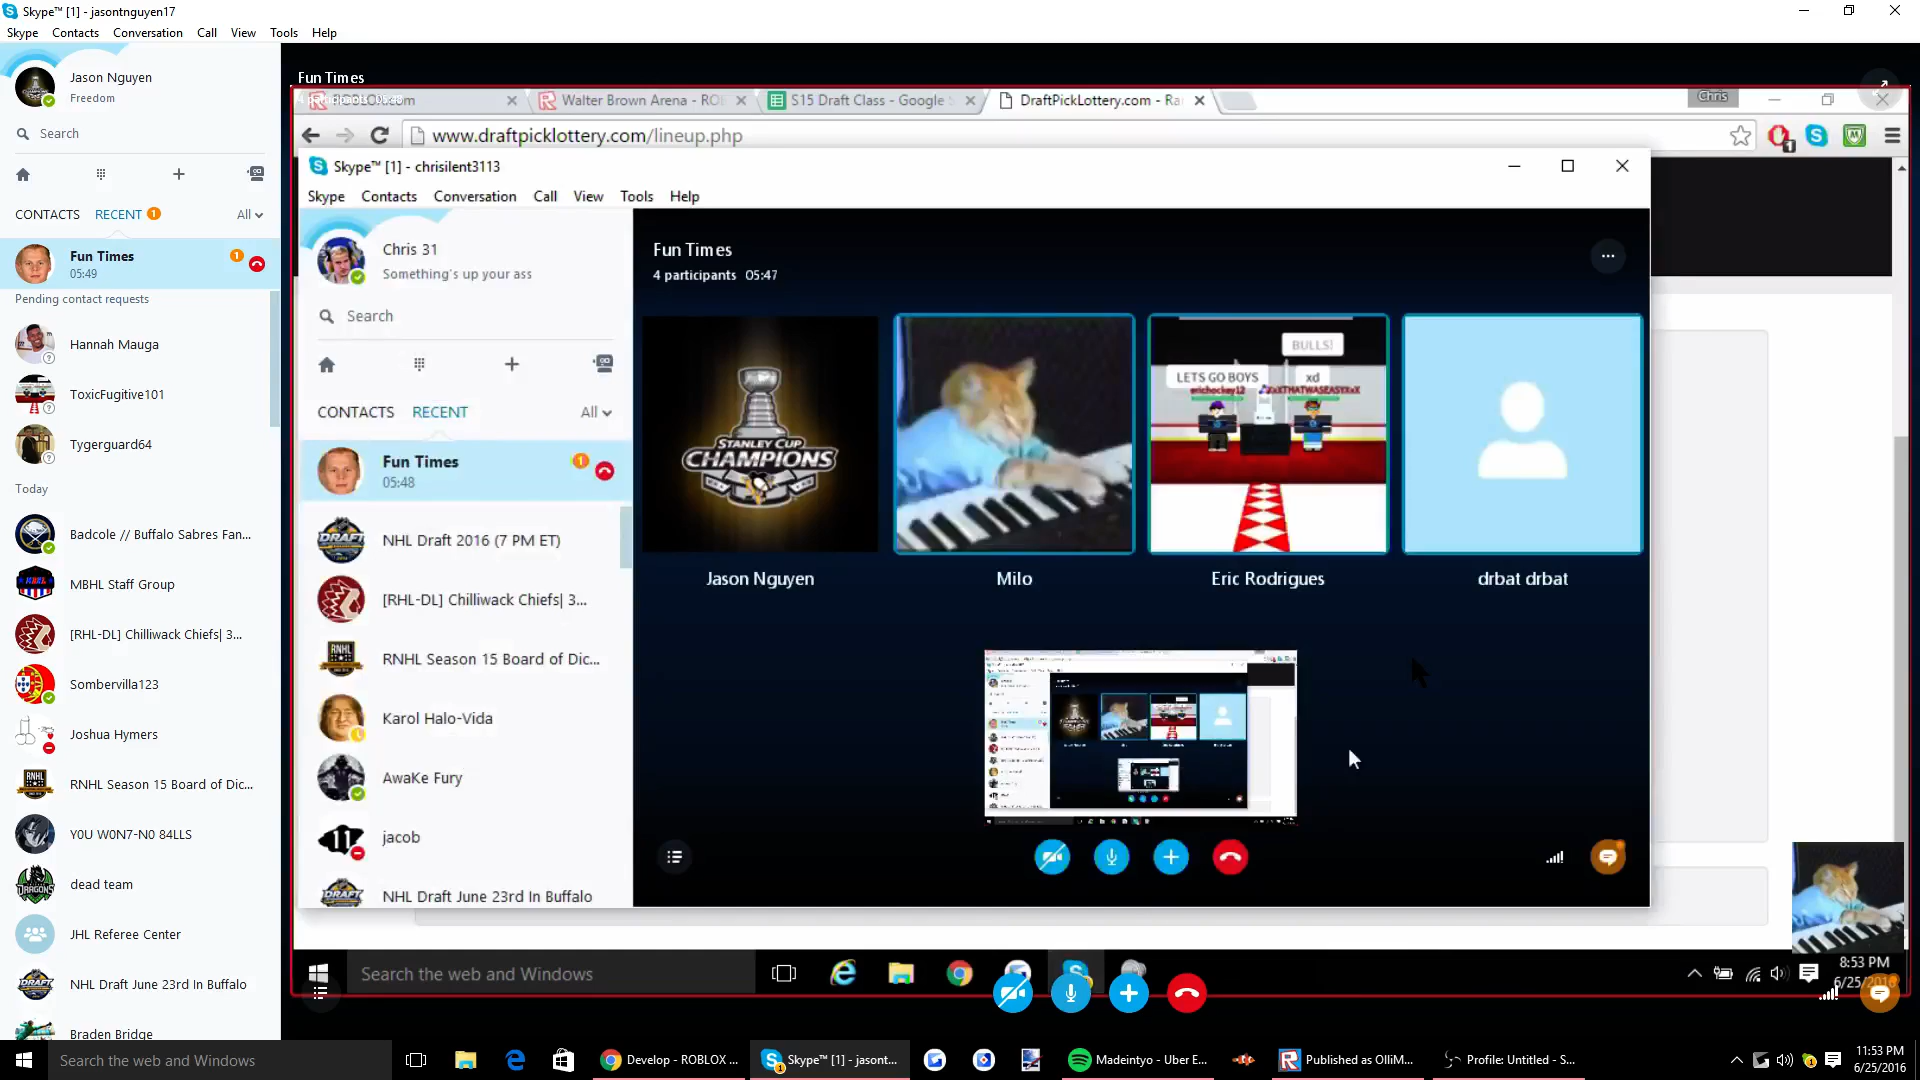 Skype™ [1] - jasontnguyen17
Skype Contacts Conversation Call View Tools Help
Jason Nguyen
Freedom
Search
CONTACTS RECENT 1 All
Fun Times 1
05:49
Pending contact requests
Hannah Mauga
ToxicFugitive101
Tygerguard64
Today
Badcole // Buffalo Sabres Fan...
MBHL Staff Group
[RHL-DL] Chilliwack Chiefs| 3...
Sombervilla123
Joshua Hymers
RNHL Season 15 Board of Dic...
Y0U W0N7-N0 84LLS
dead team
JHL Referee Center
NHL Draft June 23rd In Buffalo
Braden Bridge
Fun Times
Walter Brown Arena - RO
S15 Draft Class - Google
DraftPickLottery.com - Ra
Chris
www.draftpicklottery.com/lineup.php
Skype™ [1] - chrisilent3113
Skype Contacts Conversation Call View Tools Help
Chris 31
Something's up your ass
Search
CONTACTS RECENT All
Fun Times 1
05:48
NHL Draft 2016 (7 PM ET)
[RHL-DL] Chilliwack Chiefs| 3...
RNHL Season 15 Board of Dic...
Karol Halo-Vida
AwaKe Fury
jacob
NHL Draft June 23rd In Buffalo
Fun Times
4 participants 05:47
STANLEY CUP
CHAMPIONS
BULLS!
LETS GO BOYS xd
erichockey12
Jason Nguyen Milo Eric Rodrigues drbat drbat
Search the web and Windows
8:53 PM
6/25/2016
Search the web and Windows
Develop - ROBLOX ...
Skype™ [1] - jasont...
Madeintyo - Uber E...
Published as OlliM...
Profile: Untitled - S...
11:53 PM
6/25/2016